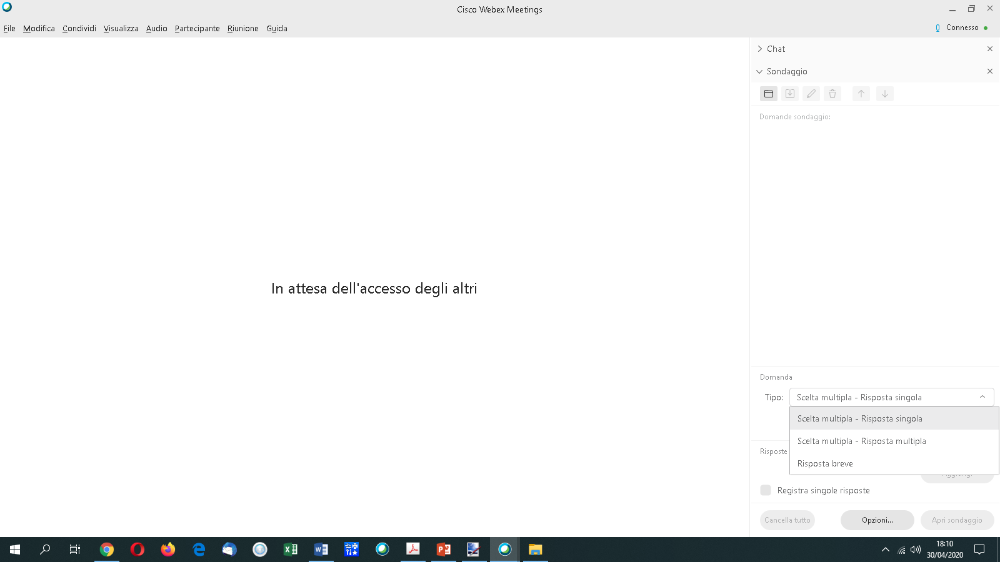 Cisco Webex Meetings
File Modifica Condividi Visualizza Audio Partecipante Riunione Guida
Connesso
Chat
Sondaggio
Domande sondaggio:
In attesa dell'accesso degli altri
Domanda
Tipo: Scelta multipla - Risposta singola
Scelta multipla - Risposta singola
Scelta multipla - Risposta multipla
Risposta breve
Risposte
Registra singole risposte
Cancella tutto Opzioni... Apri sondaggio
18:10
30/04/2020